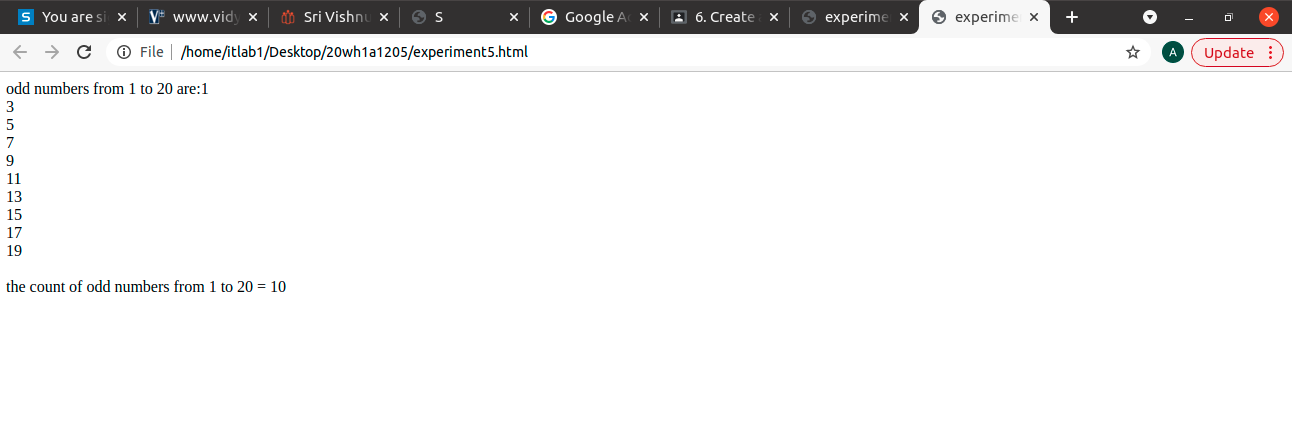 You are si
www.vidy
Sri Vishnu
S
Google A
6. Create
experime
experime
File
/home/itlab1/Desktop/20wh1a1205/experiment5.html
A
Update
odd numbers from 1 to 20 are:1
3
5
7
9
11
13
15
17
19
the count of odd numbers from 1 to 20 = 10